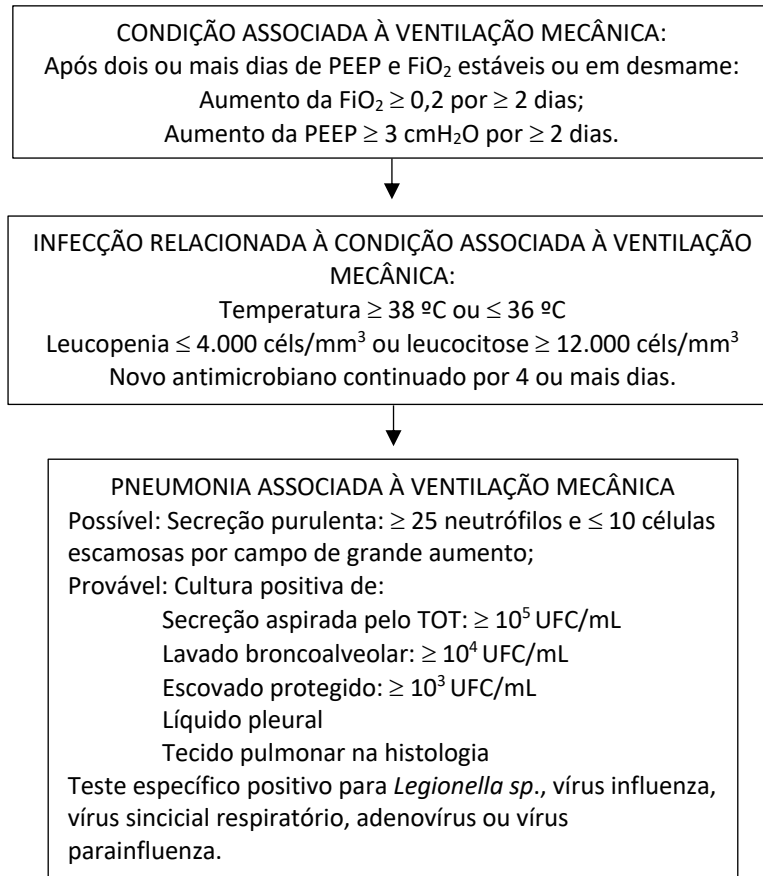 CONDIÇÃO ASSOCIADA À VENTILAÇÃO MECÂNICA:
Após dois ou mais dias de PEEP e FiO₂ estáveis ou em desmame:
Aumento da FiO₂ ≥ 0,2 por ≥ 2 dias;
Aumento da PEEP ≥ 3 cmH₂O por ≥ 2 dias.
INFECÇÃO RELACIONADA À CONDIÇÃO ASSOCIADA À VENTILAÇÃO
MECÂNICA:
Temperatura ≥ 38 ºC ou ≤ 36 ºC
Leucopenia ≤ 4.000 céls/mm³ ou leucocitose ≥ 12.000 céls/mm³
Novo antimicrobiano continuado por 4 ou mais dias.
PNEUMONIA ASSOCIADA À VENTILAÇÃO MECÂNICA
Possível: Secreção purulenta: ≥ 25 neutrófilos e ≤ 10 células
escamosas por campo de grande aumento;
Provável: Cultura positiva de:
Secreção aspirada pelo TOT: ≥ 10⁵ UFC/mL
Lavado broncoalveolar: ≥ 10⁴ UFC/mL
Escovado protegido: ≥ 10³ UFC/mL
Líquido pleural
Tecido pulmonar na histologia
Teste específico positivo para Legionella sp., vírus influenza,
vírus sincicial respiratório, adenovírus ou vírus
parainfluenza.